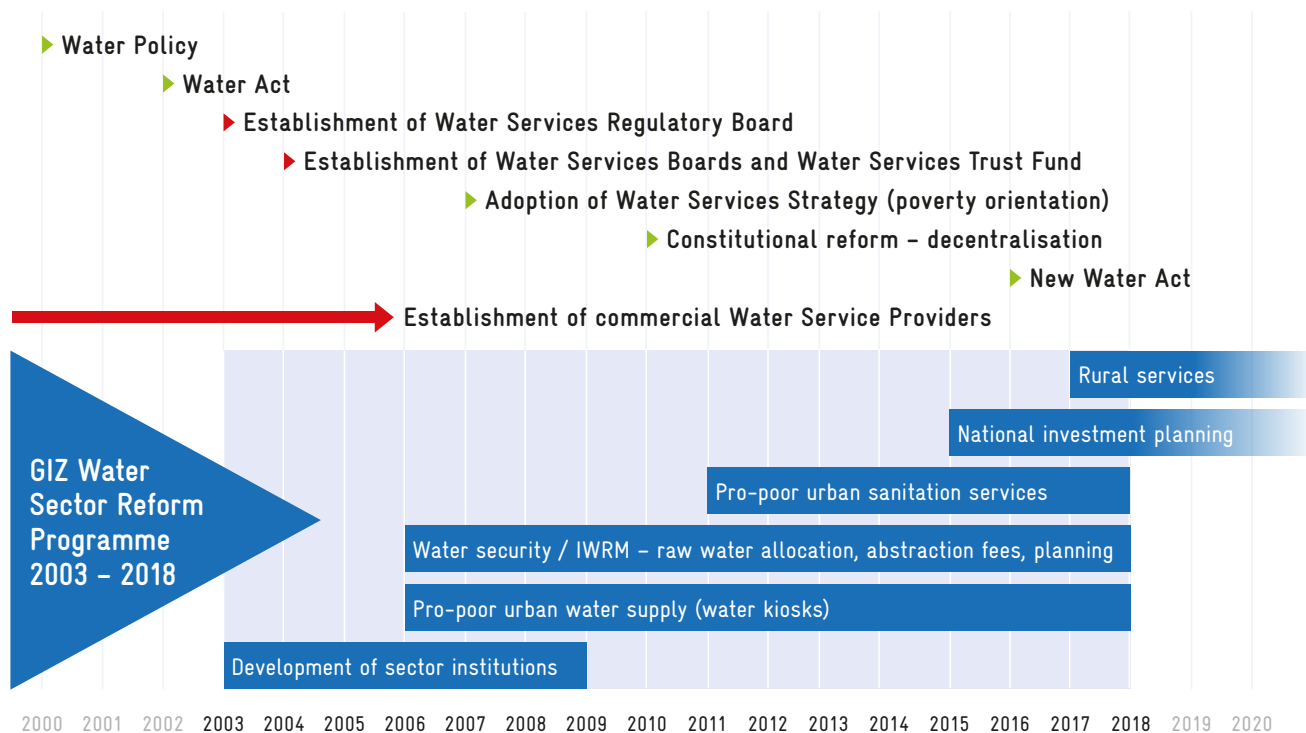 Water Policy
Water Act
Establishment of Water Services Regulatory Board
Establishment of Water Services Boards and Water Services Trust Fund
Adoption of Water Services Strategy (poverty orientation)
Constitutional reform – decentralisation
New Water Act
Establishment of commercial Water Service Providers
GIZ Water
Sector Reform
Programme
2003 – 2018
Rural services
National investment planning
Pro-poor urban sanitation services
Water security / IWRM – raw water allocation, abstraction fees, planning
Pro-poor urban water supply (water kiosks)
Development of sector institutions
2000 2001 2002 2003 2004 2005 2006 2007 2008 2009 2010 2011 2012 2013 2014 2015 2016 2017 2018 2019 2020